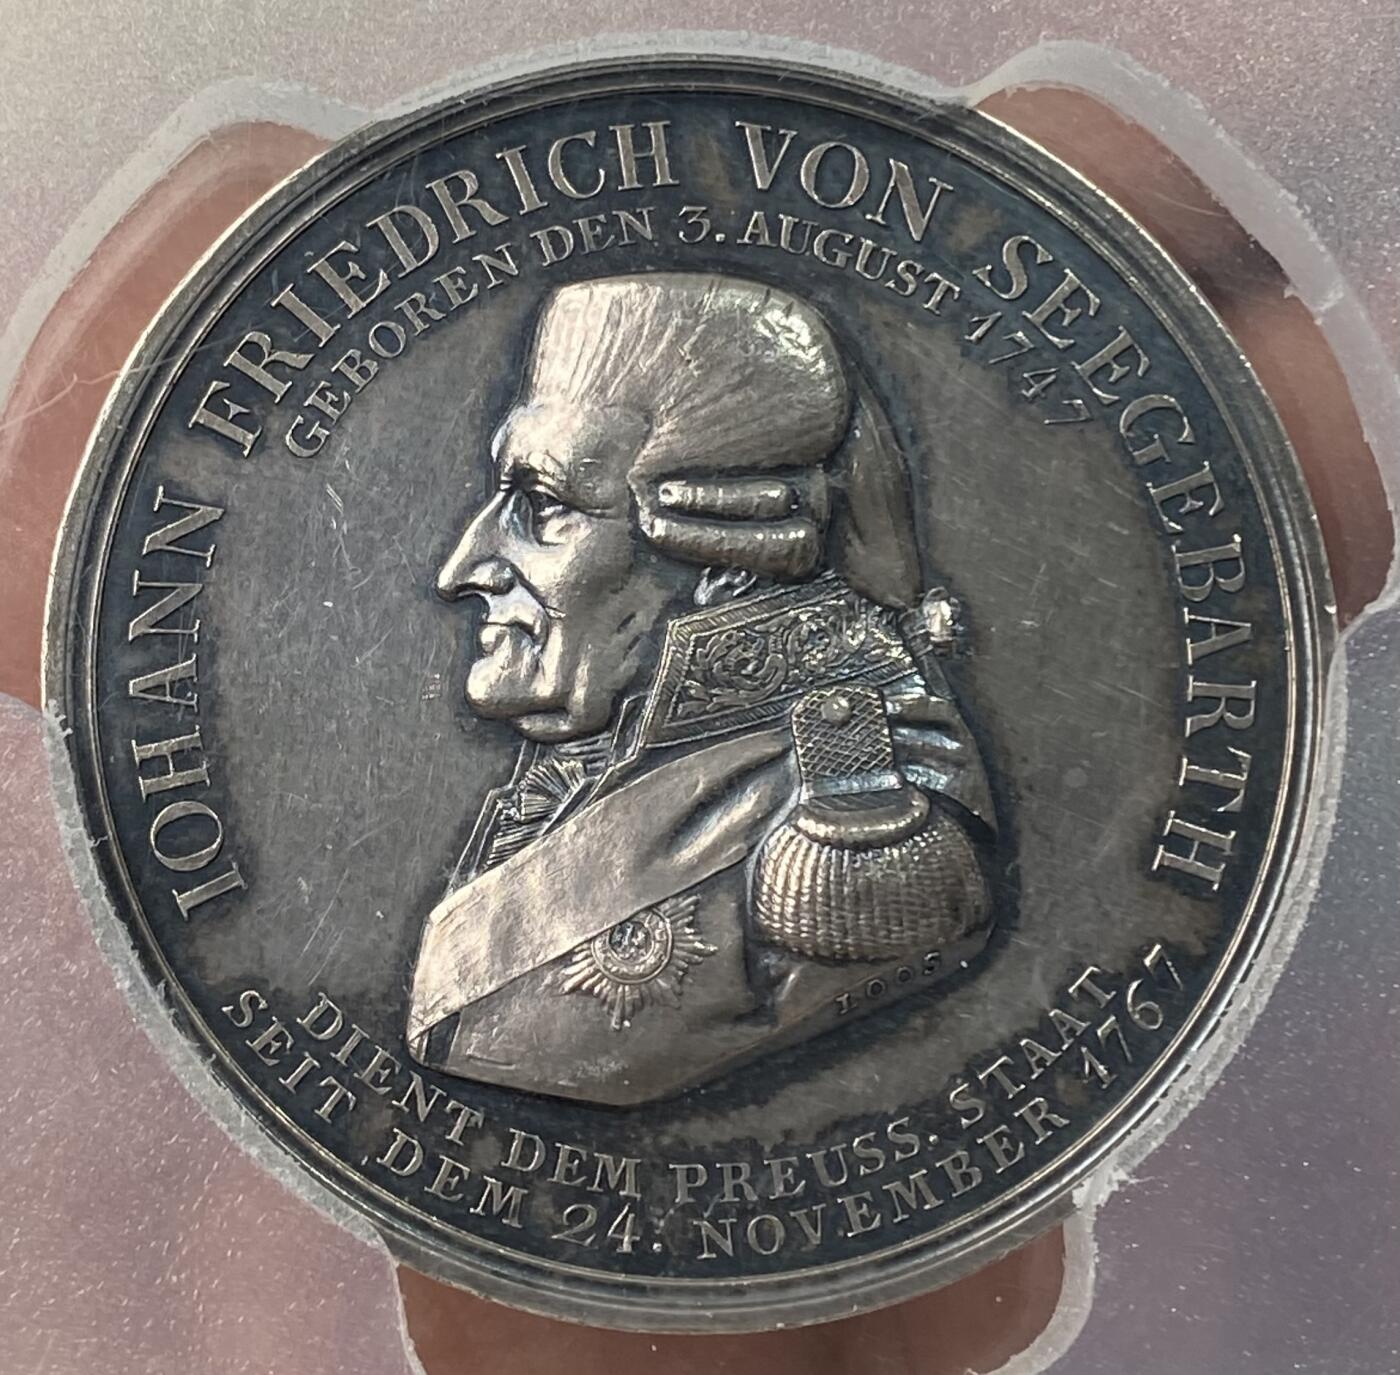 IOHANN FRIEDRICH VON SEEGEBARTH
GEBOREN DEN 3. AUGUST 1747
LOOS
DIENT DEM PREUSS. STAAT
SEIT DEM 24. NOVEMBER 1767